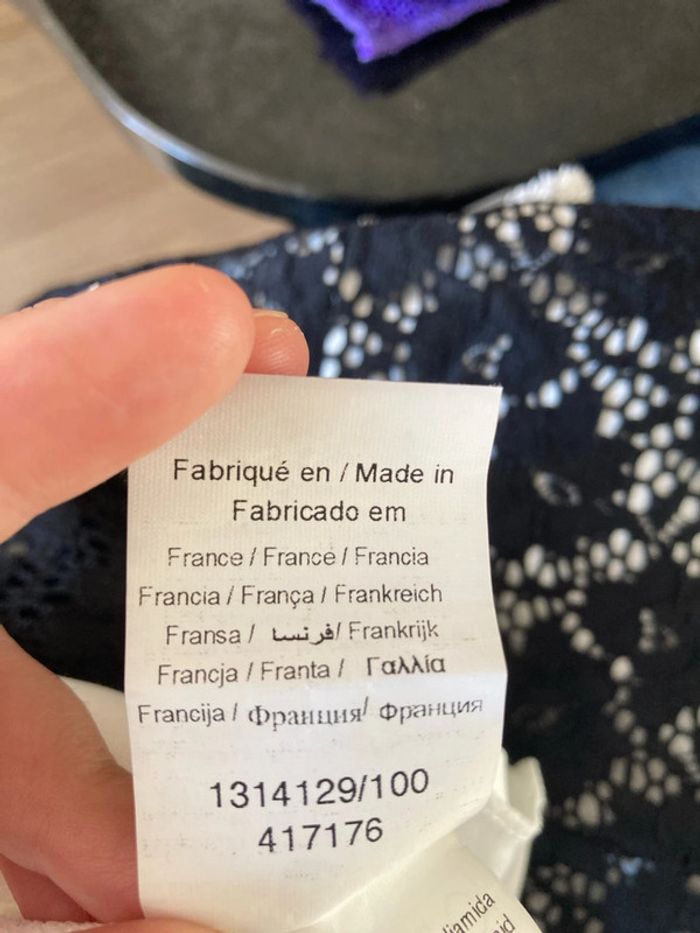 Fabriqué en / Made in
Fabricado em
France / France / Francia
Francia / França / Frankreich
Fransa / فرنسا/ Frankrijk
Francja / Franta / Γαλλία
Francija / Франция/ Франция
1314129/100
417176